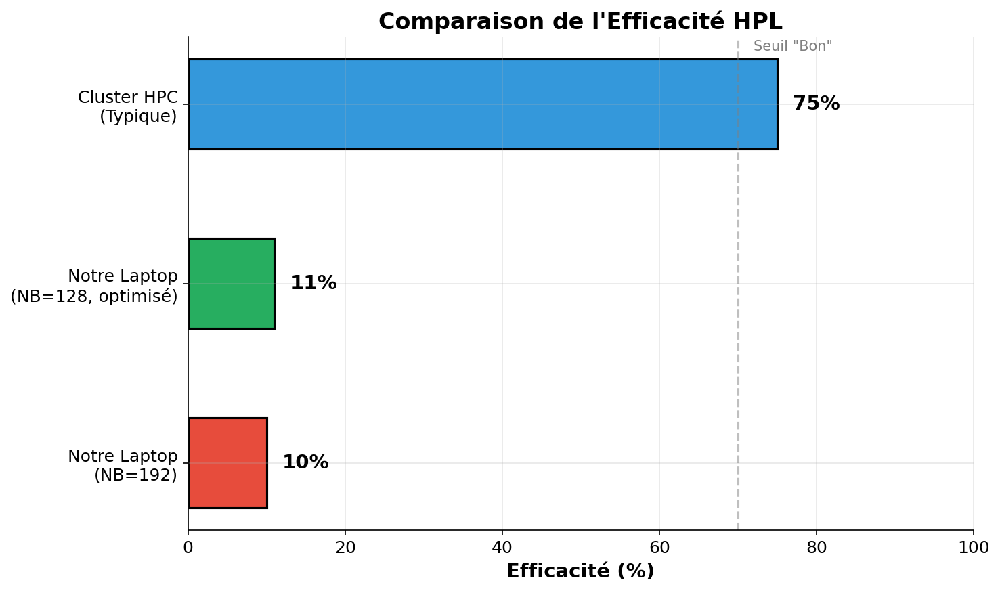 Comparaison de l'Efficacité HPL
Seuil "Bon"
Cluster HPC
(Typique)
75%
Notre Laptop
(NB=128, optimisé)
11%
Notre Laptop
(NB=192)
10%
0 20 40 60 80 100
Efficacité (%)